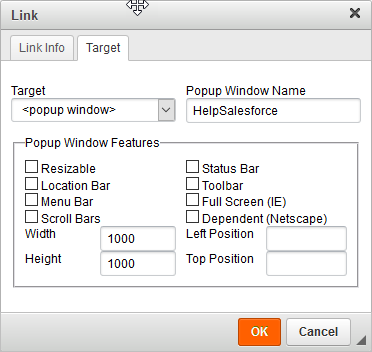 Link
Link Info Target
Target Popup Window Name
<popup window> HelpSalesforce
Popup Window Features
Resizable Status Bar
Location Bar Toolbar
Menu Bar Full Screen (IE)
Scroll Bars Dependent (Netscape)
Width 1000 Left Position
Height 1000 Top Position
OK Cancel